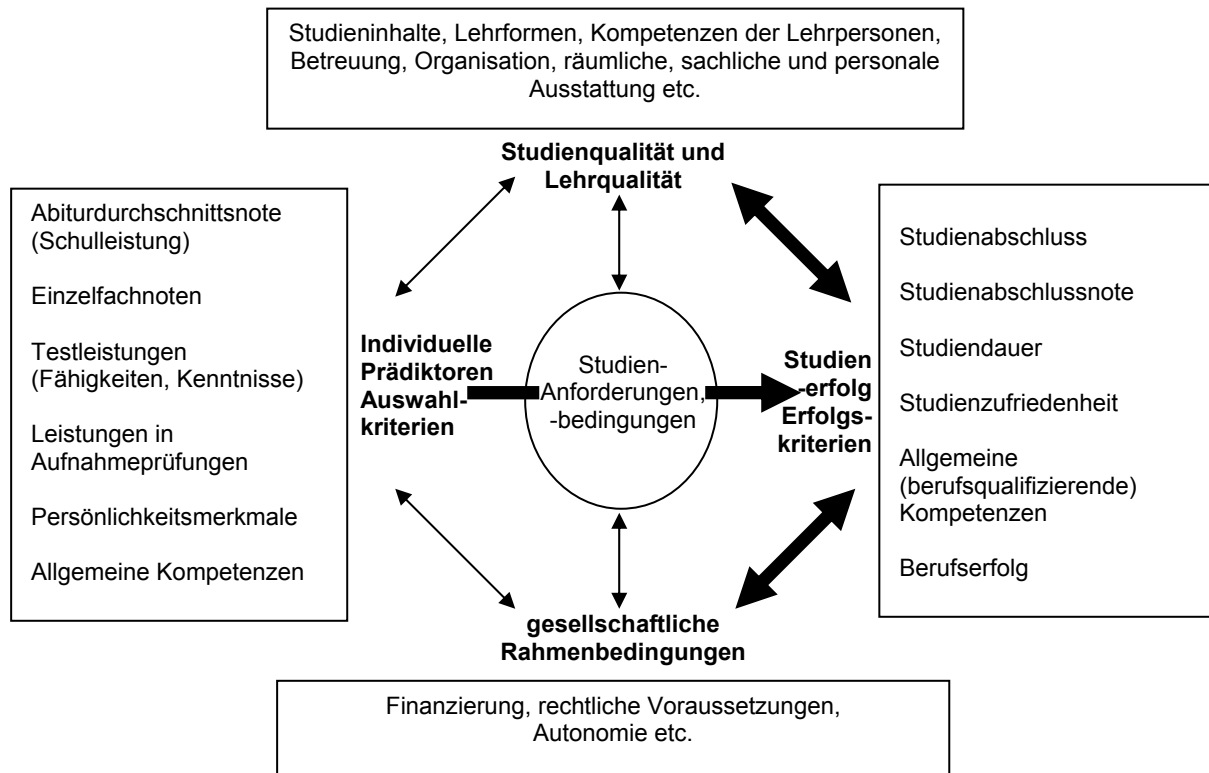 Studieninhalte, Lehrformen, Kompetenzen der Lehrpersonen,
Betreuung, Organisation, räumliche, sachliche und personale
Ausstattung etc.
Studienqualität und
Lehrqualität
Abiturdurchschnittsnote
(Schulleistung)
Einzelfachnoten
Testleistungen
(Fähigkeiten, Kenntnisse)
Leistungen in
Aufnahmeprüfungen
Persönlichkeitsmerkmale
Allgemeine Kompetenzen
Individuelle
Prädiktoren
Auswahl-
kriterien
Studien-
Anforderungen,
-bedingungen
Studien
-erfolg
Erfolgs-
kriterien
Studienabschluss
Studienabschlussnote
Studiendauer
Studienzufriedenheit
Allgemeine
(berufsqualifizierende)
Kompetenzen
Berufserfolg
gesellschaftliche
Rahmenbedingungen
Finanzierung, rechtliche Voraussetzungen,
Autonomie etc.